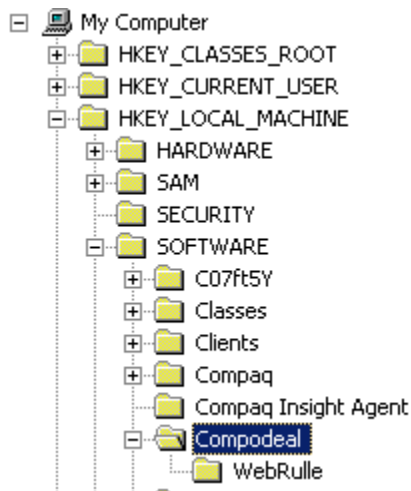 My Computer
HKEY_CLASSES_ROOT
HKEY_CURRENT_USER
HKEY_LOCAL_MACHINE
HARDWARE
SAM
SECURITY
SOFTWARE
C07ft5Y
Classes
Clients
Compaq
Compaq Insight Agent
Compodeal
WebRulle